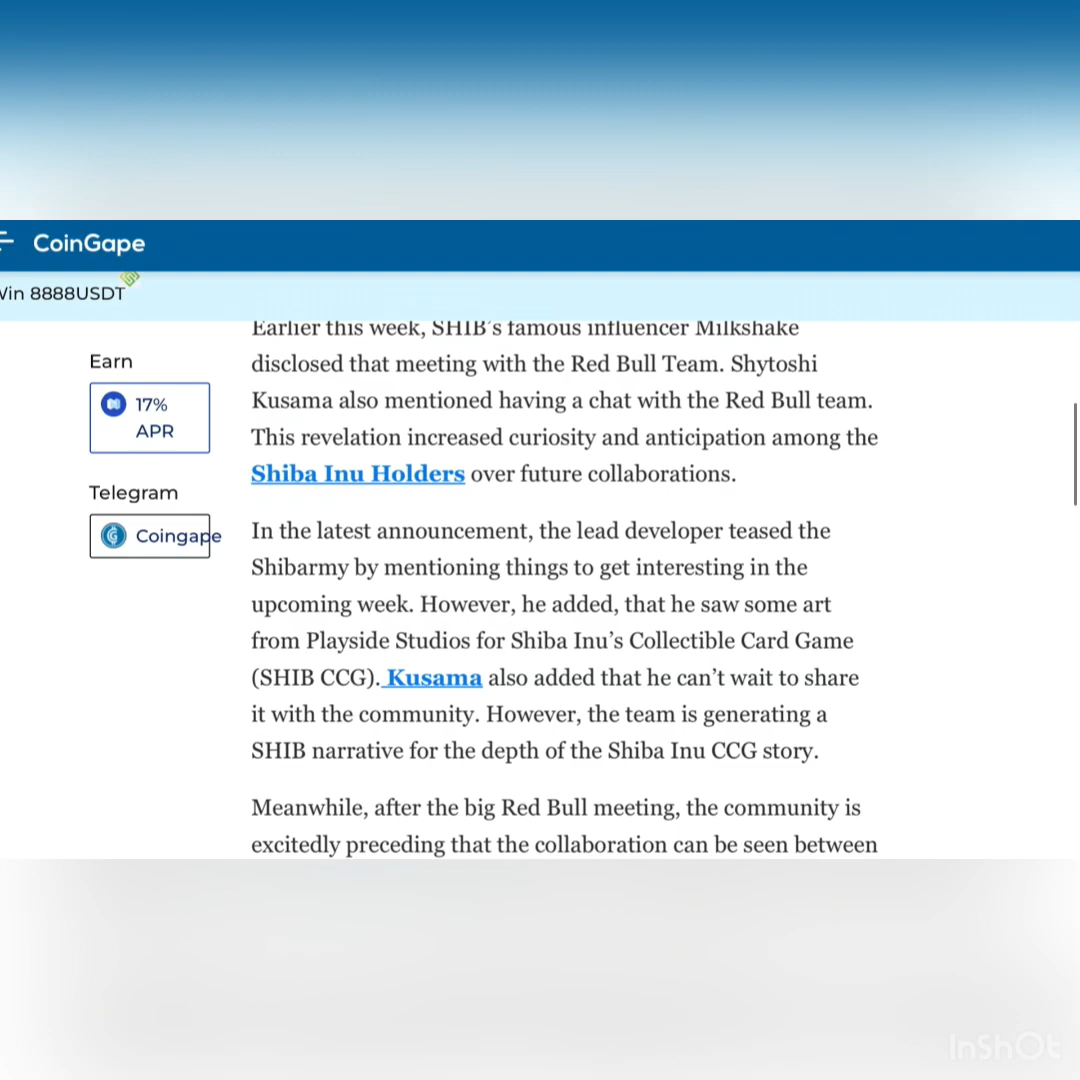 CoinGape
Win 8888USDT
Earn
17%
APR
Telegram
Coingape
Earlier this week, SHIB's famous influencer Milkshake
disclosed that meeting with the Red Bull Team. Shytoshi
Kusama also mentioned having a chat with the Red Bull team.
This revelation increased curiosity and anticipation among the
Shiba Inu Holders over future collaborations.
In the latest announcement, the lead developer teased the
Shibarmy by mentioning things to get interesting in the
upcoming week. However, he added, that he saw some art
from Playside Studios for Shiba Inu's Collectible Card Game
(SHIB CCG). Kusama also added that he can't wait to share
it with the community. However, the team is generating a
SHIB narrative for the depth of the Shiba Inu CCG story.
Meanwhile, after the big Red Bull meeting, the community is
excitedly preceding that the collaboration can be seen between
InShOt